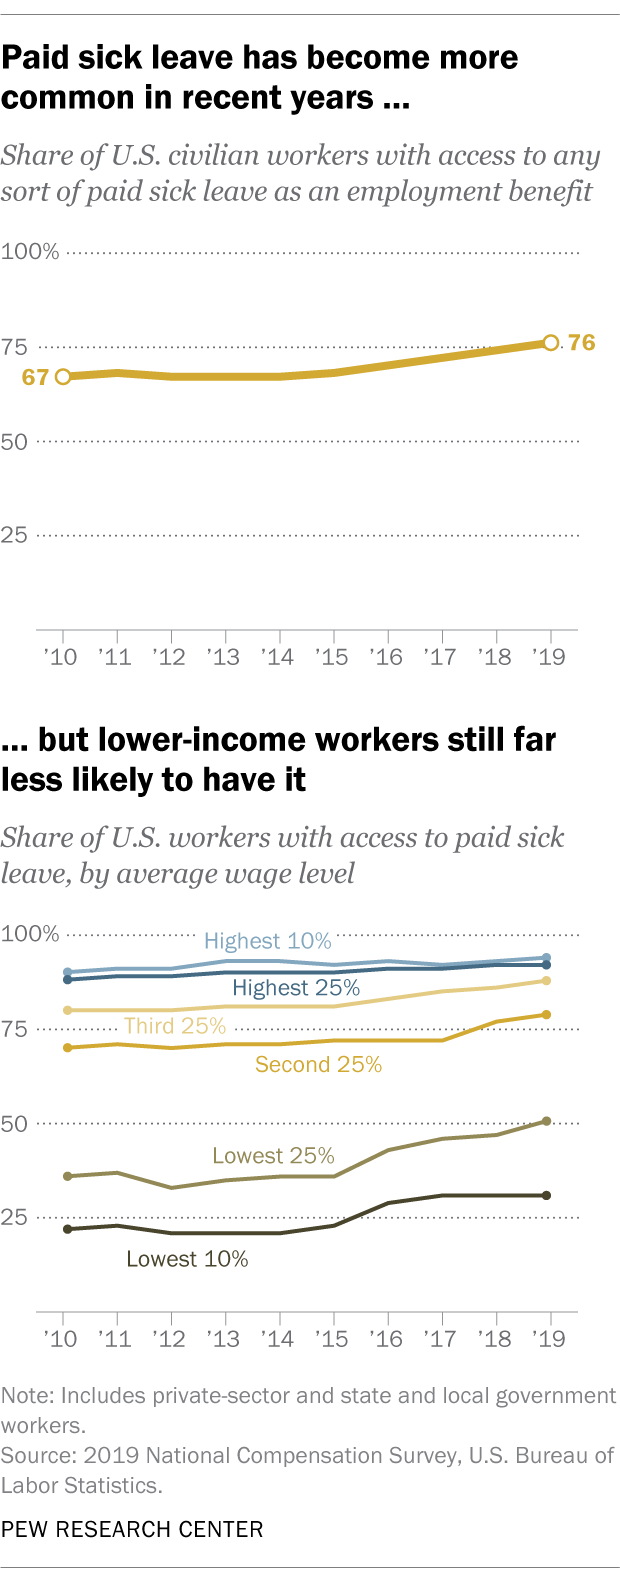 Paid sick leave has become more
common in recent years ...
Share of U.S. civilian workers with access to any
sort of paid sick leave as an employment benefit
100%
75
76
67
50
25
’10 ’11 ’12 ’13 ’14 ’15 ’16 ’17 ’18 ’19
... but lower-income workers still far
less likely to have it
Share of U.S. workers with access to paid sick
leave, by average wage level
100%
Highest 10%
Highest 25%
Third 25%
75
Second 25%
50
Lowest 25%
25
Lowest 10%
’10 ’11 ’12 ’13 ’14 ’15 ’16 ’17 ’18 ’19
Note: Includes private-sector and state and local government
workers.
Source: 2019 National Compensation Survey, U.S. Bureau of
Labor Statistics.
PEW RESEARCH CENTER